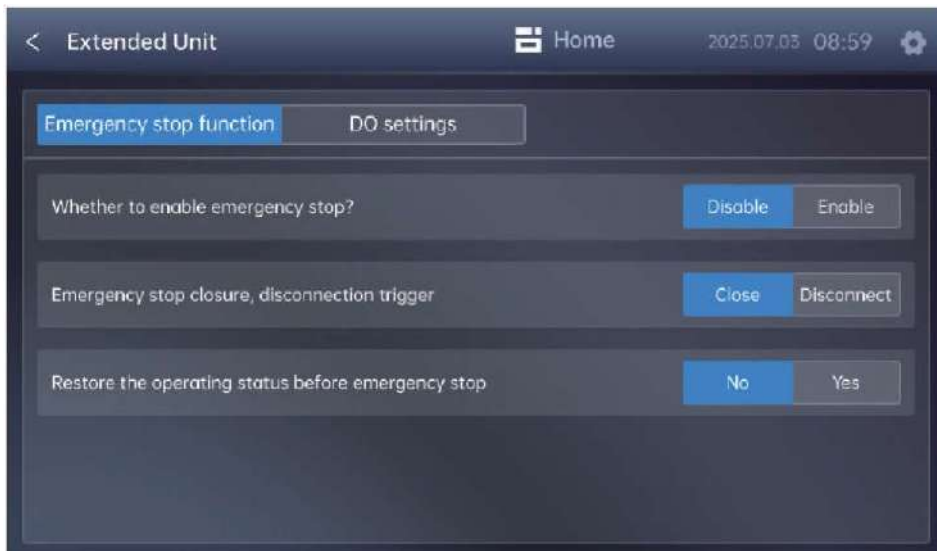 < Extended Unit Home 2025.07.03 08:59
Emergency stop function DO settings
Whether to enable emergency stop? Disable Enable
Emergency stop closure, disconnection trigger Close Disconnect
Restore the operating status before emergency stop No Yes